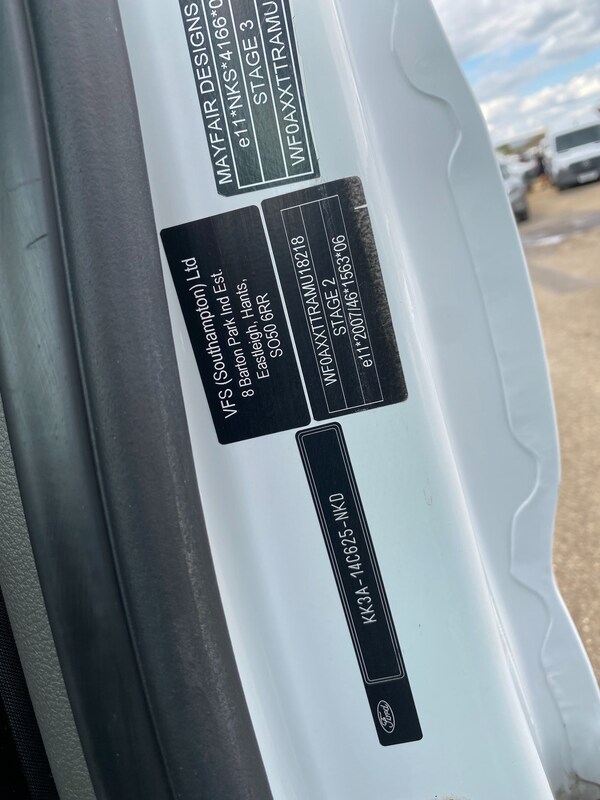 MAYFAIR DESIGNS
e11*NKS*4166*0
STAGE 3
WF0AXXTTRAMU
VFS (Southampton) Ltd
8 Barton Park Ind Est.
Eastleigh, Hants,
SO50 6RR
WF0AXXTTRAMU18218
STAGE 2
e11*2007/46*1563*06
KK3A-14C625-NKD
Ford